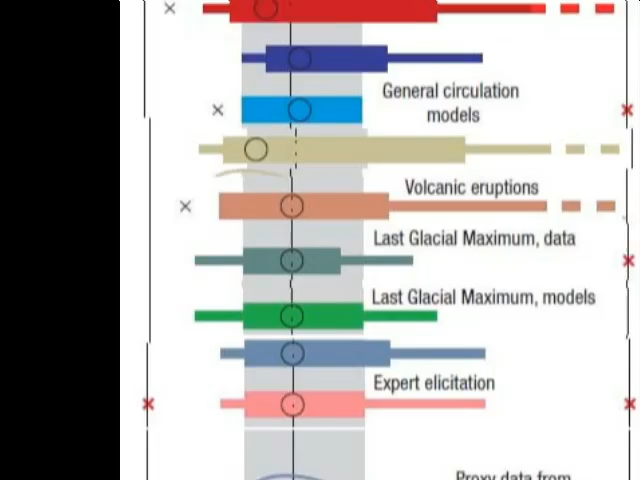 General circulation
models
Volcanic eruptions
Last Glacial Maximum, data
Last Glacial Maximum, models
Expert elicitation
Proxy data from